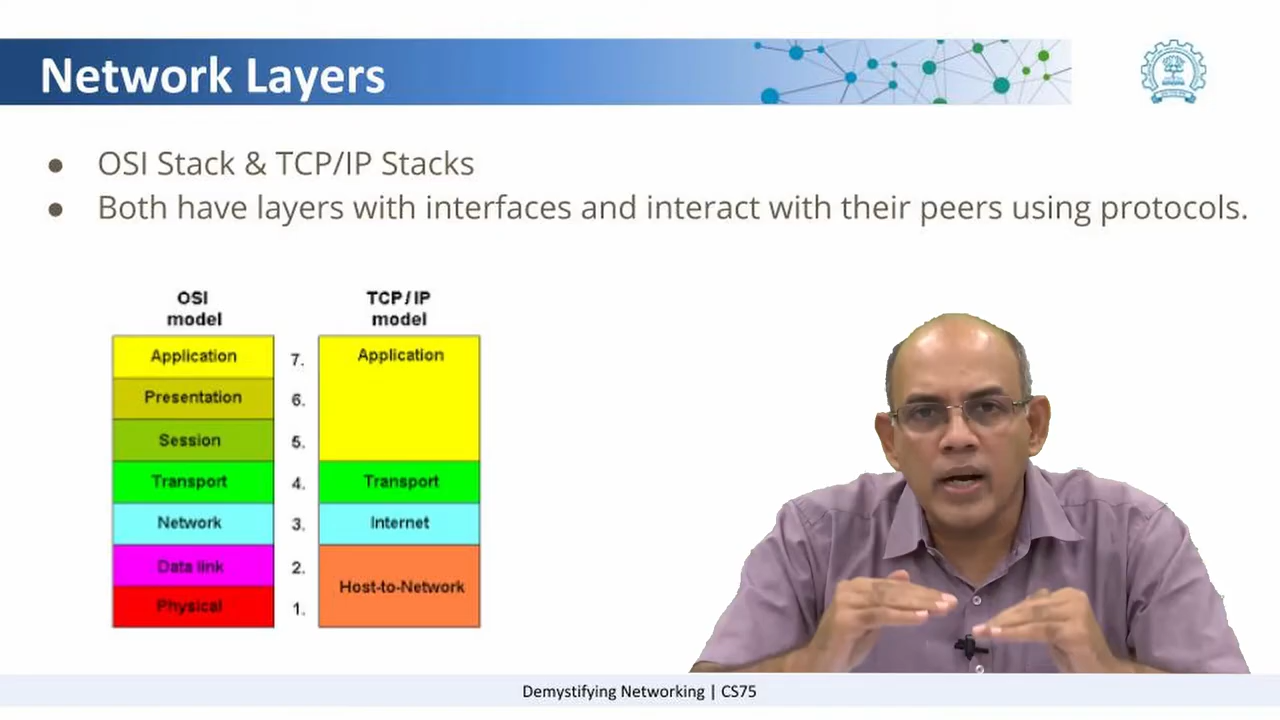 Network Layers
● OSI Stack & TCP/IP Stacks
● Both have layers with interfaces and interact with their peers using protocols.
OSI model
TCP/IP model
Application 7. Application
Presentation 6.
Session 5.
Transport 4. Transport
Network 3. Internet
Data link 2.
Host-to-Network
Physical 1.
Demystifying Networking | CS75